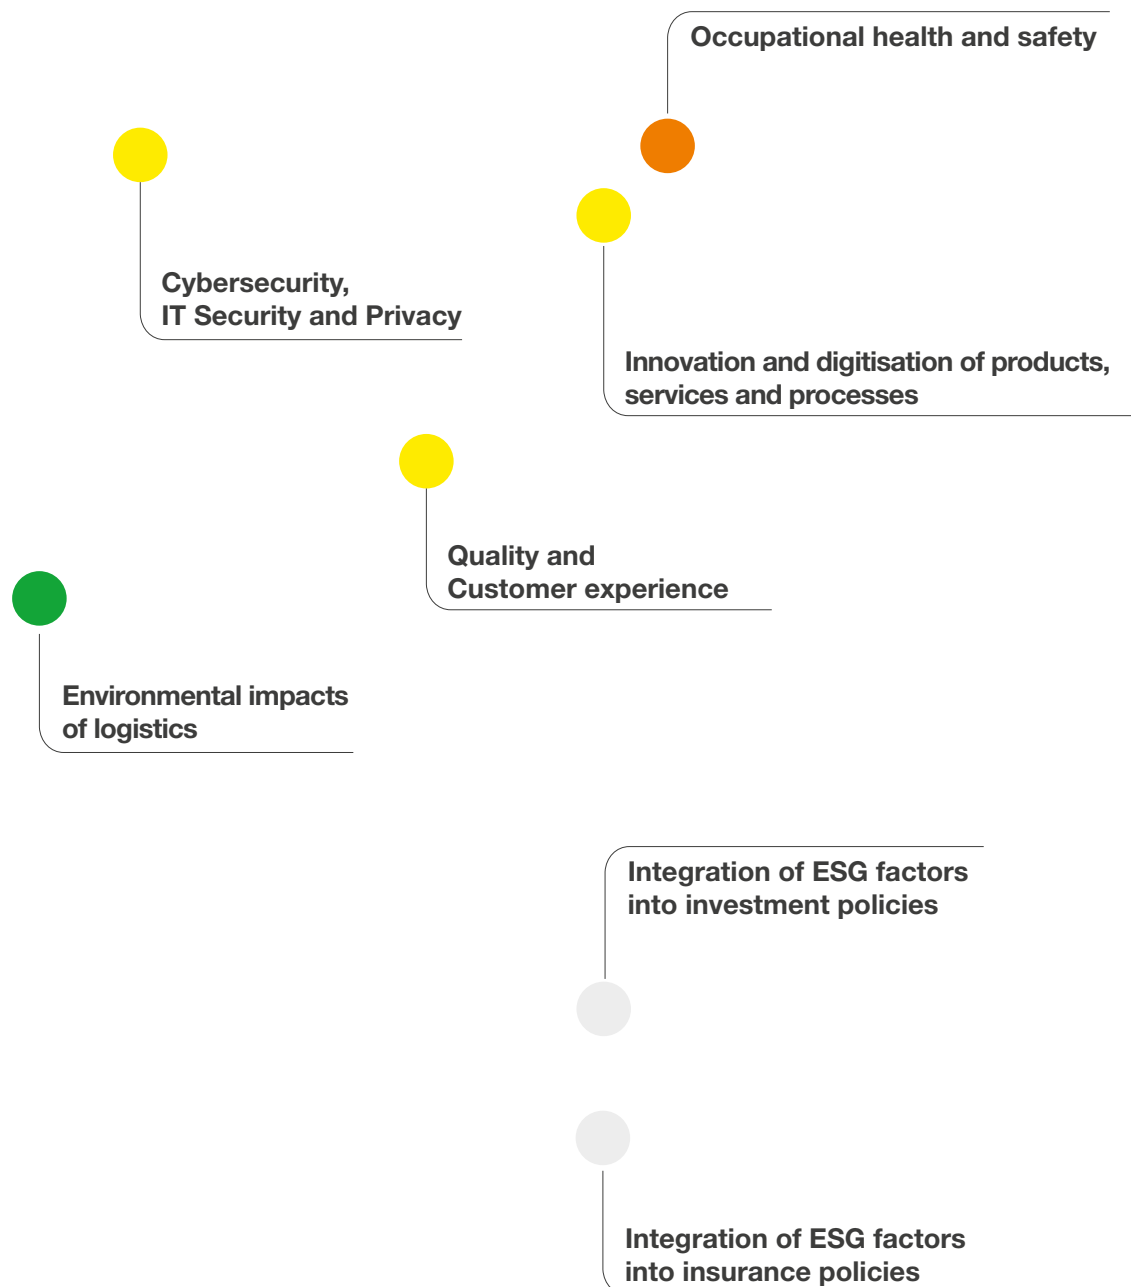 Occupational health and safety
Cybersecurity,
IT Security and Privacy
Innovation and digitisation of products,
services and processes
Quality and
Customer experience
Environmental impacts
of logistics
Integration of ESG factors
into investment policies
Integration of ESG factors
into insurance policies